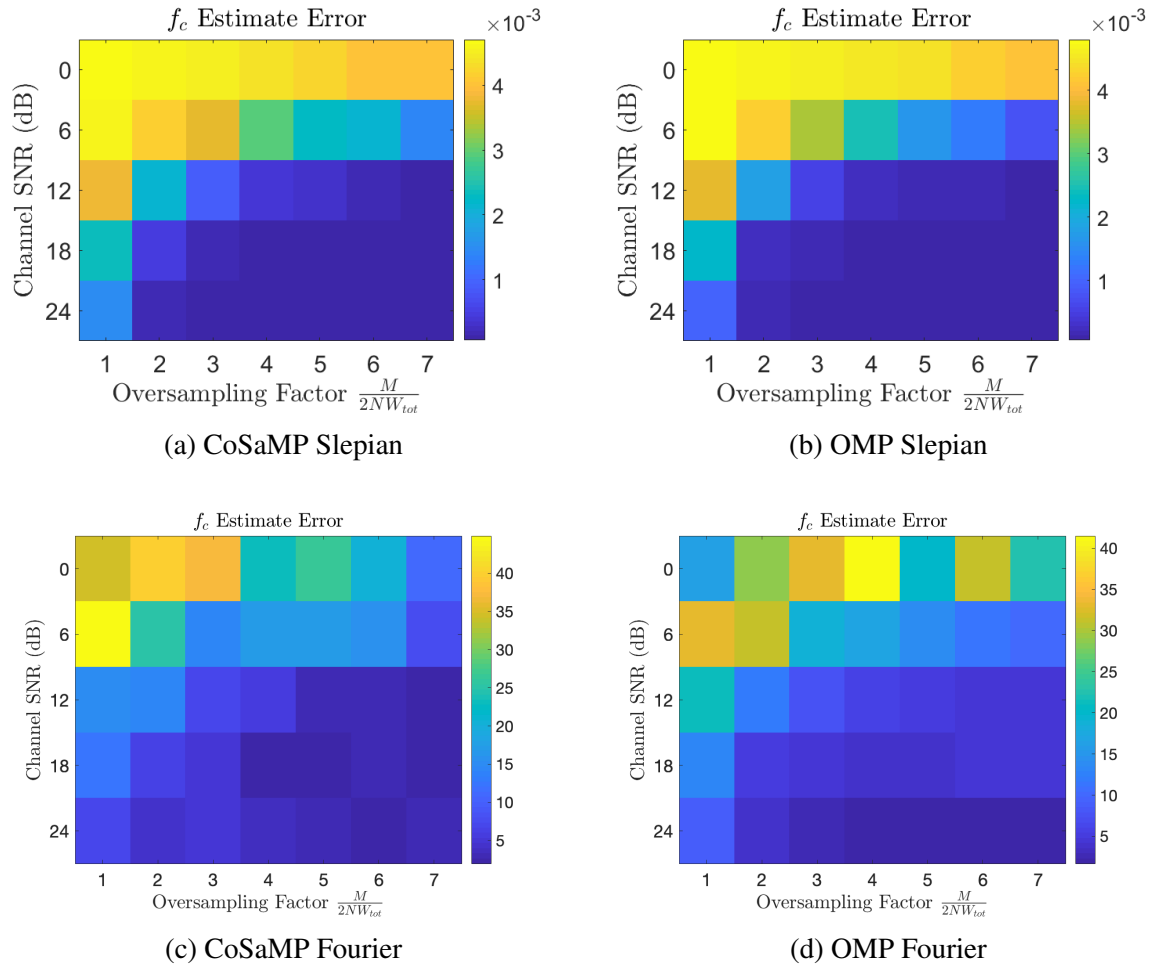 f_c Estimate Error
×10⁻³
0
6
12
18
24
Channel SNR (dB)
1 2 3 4 5 6 7
Oversampling Factor M/2NW_tot
4
3
2
1
(a) CoSaMP Slepian
f_c Estimate Error
×10⁻³
0
6
12
18
24
Channel SNR (dB)
1 2 3 4 5 6 7
Oversampling Factor M/2NW_tot
4
3
2
1
(b) OMP Slepian
f_c Estimate Error
0
6
12
18
24
Channel SNR (dB)
1 2 3 4 5 6 7
Oversampling Factor M/2NW_tot
40
35
30
25
20
15
10
5
(c) CoSaMP Fourier
f_c Estimate Error
0
6
12
18
24
Channel SNR (dB)
1 2 3 4 5 6 7
Oversampling Factor M/2NW_tot
40
35
30
25
20
15
10
5
(d) OMP Fourier